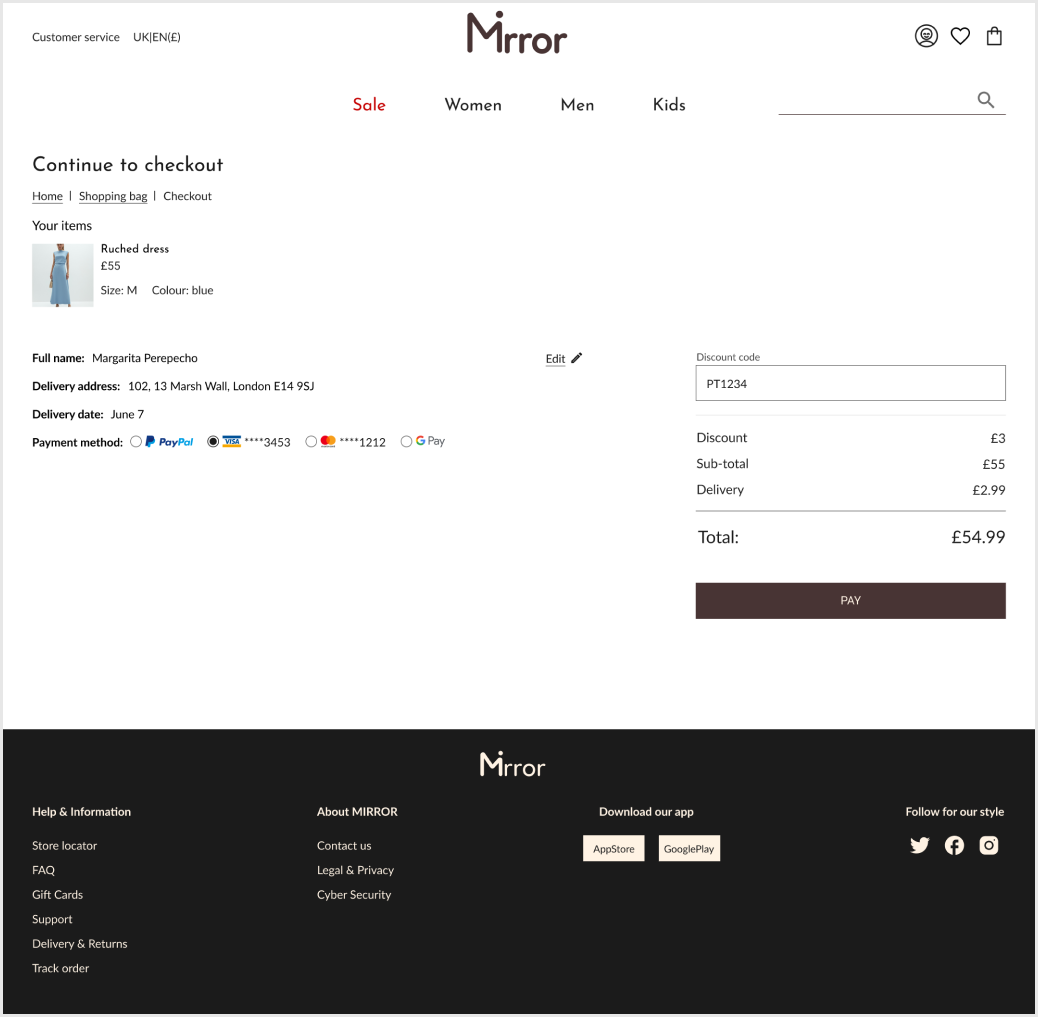 Customer service UK|EN(£)
Mirror
Sale Women Men Kids
Continue to checkout
Home | Shopping bag | Checkout
Your items
Ruched dress
£55
Size: M Colour: blue
Full name: Margarita Perepecho
Edit
Delivery address: 102, 13 Marsh Wall, London E14 9SJ
Delivery date: June 7
Payment method: PayPal VISA ****3453 ****1212 G Pay
Discount code
PT1234
Discount £3
Sub-total £55
Delivery £2.99
Total: £54.99
PAY
Mirror
Help & Information
Store locator
FAQ
Gift Cards
Support
Delivery & Returns
Track order
About MIRROR
Contact us
Legal & Privacy
Cyber Security
Download our app
AppStore GooglePlay
Follow for our style